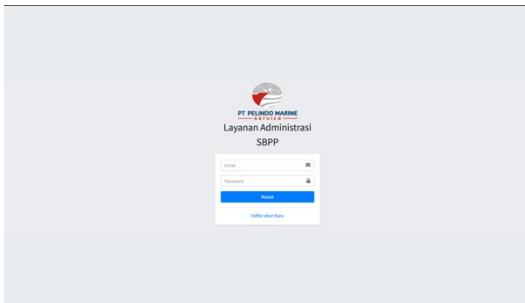 PT PELINDO MARINE
SERVICE
Layanan Administrasi
SBPP
Email
Password
Masuk
Daftar akun baru